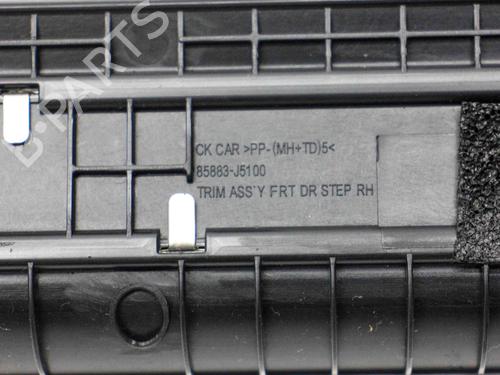 B-PARTS
CK CAR >PP-(MH+TD)5<
85883-J5100
TRIM ASS`Y FRT DR STEP RH